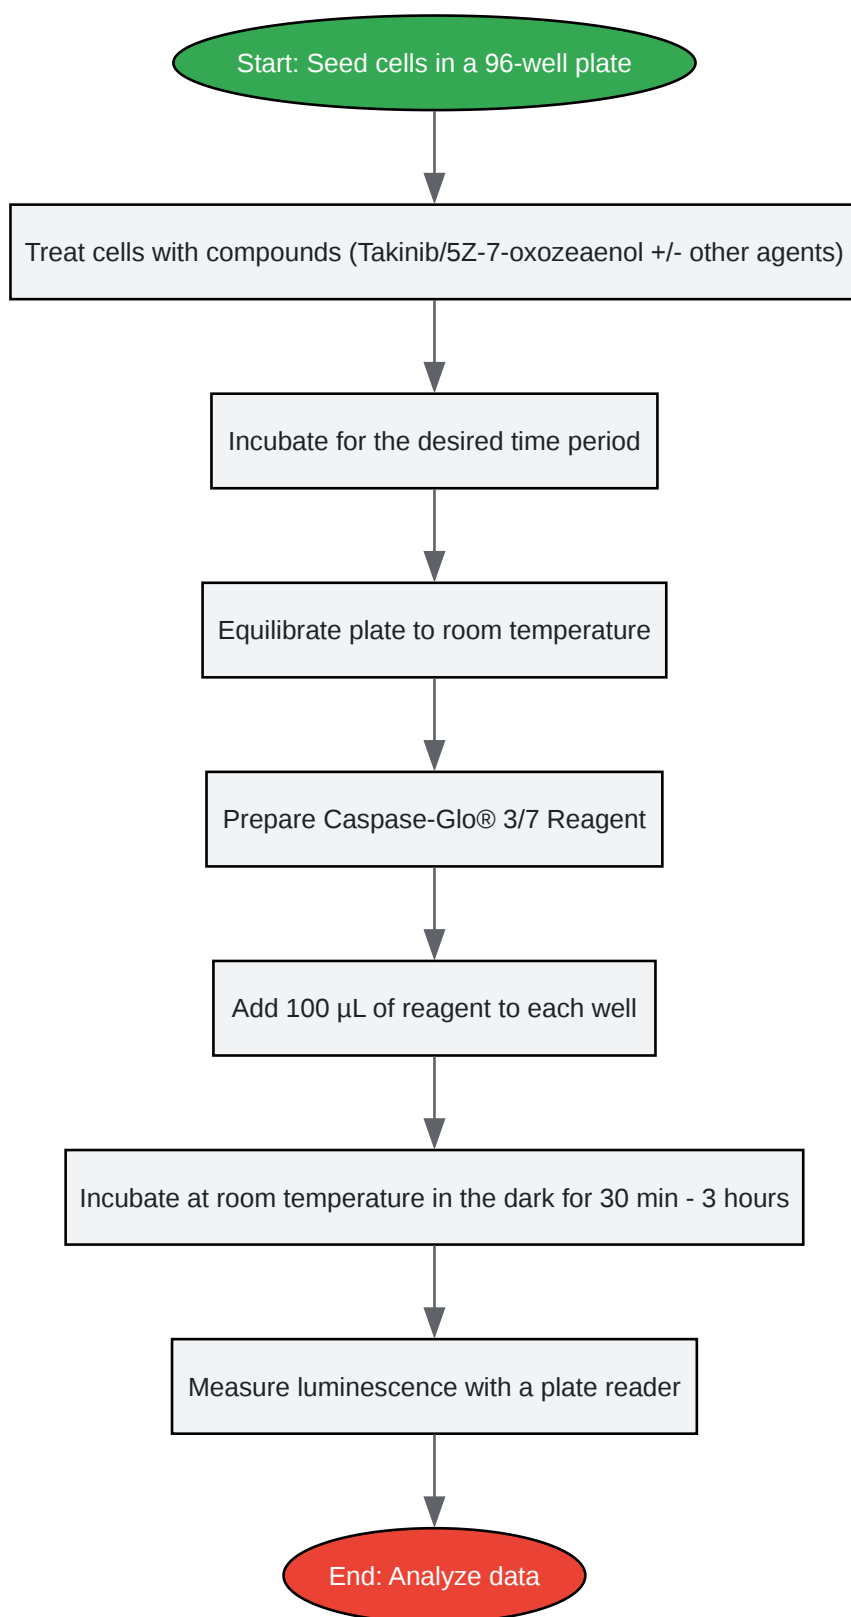 Start: Seed cells in a 96-well plate
Treat cells with compounds (Takinib/5Z-7-oxozeaenol +/- other agents)
Incubate for the desired time period
Equilibrate plate to room temperature
Prepare Caspase-Glo® 3/7 Reagent
Add 100 µL of reagent to each well
Incubate at room temperature in the dark for 30 min - 3 hours
Measure luminescence with a plate reader
End: Analyze data